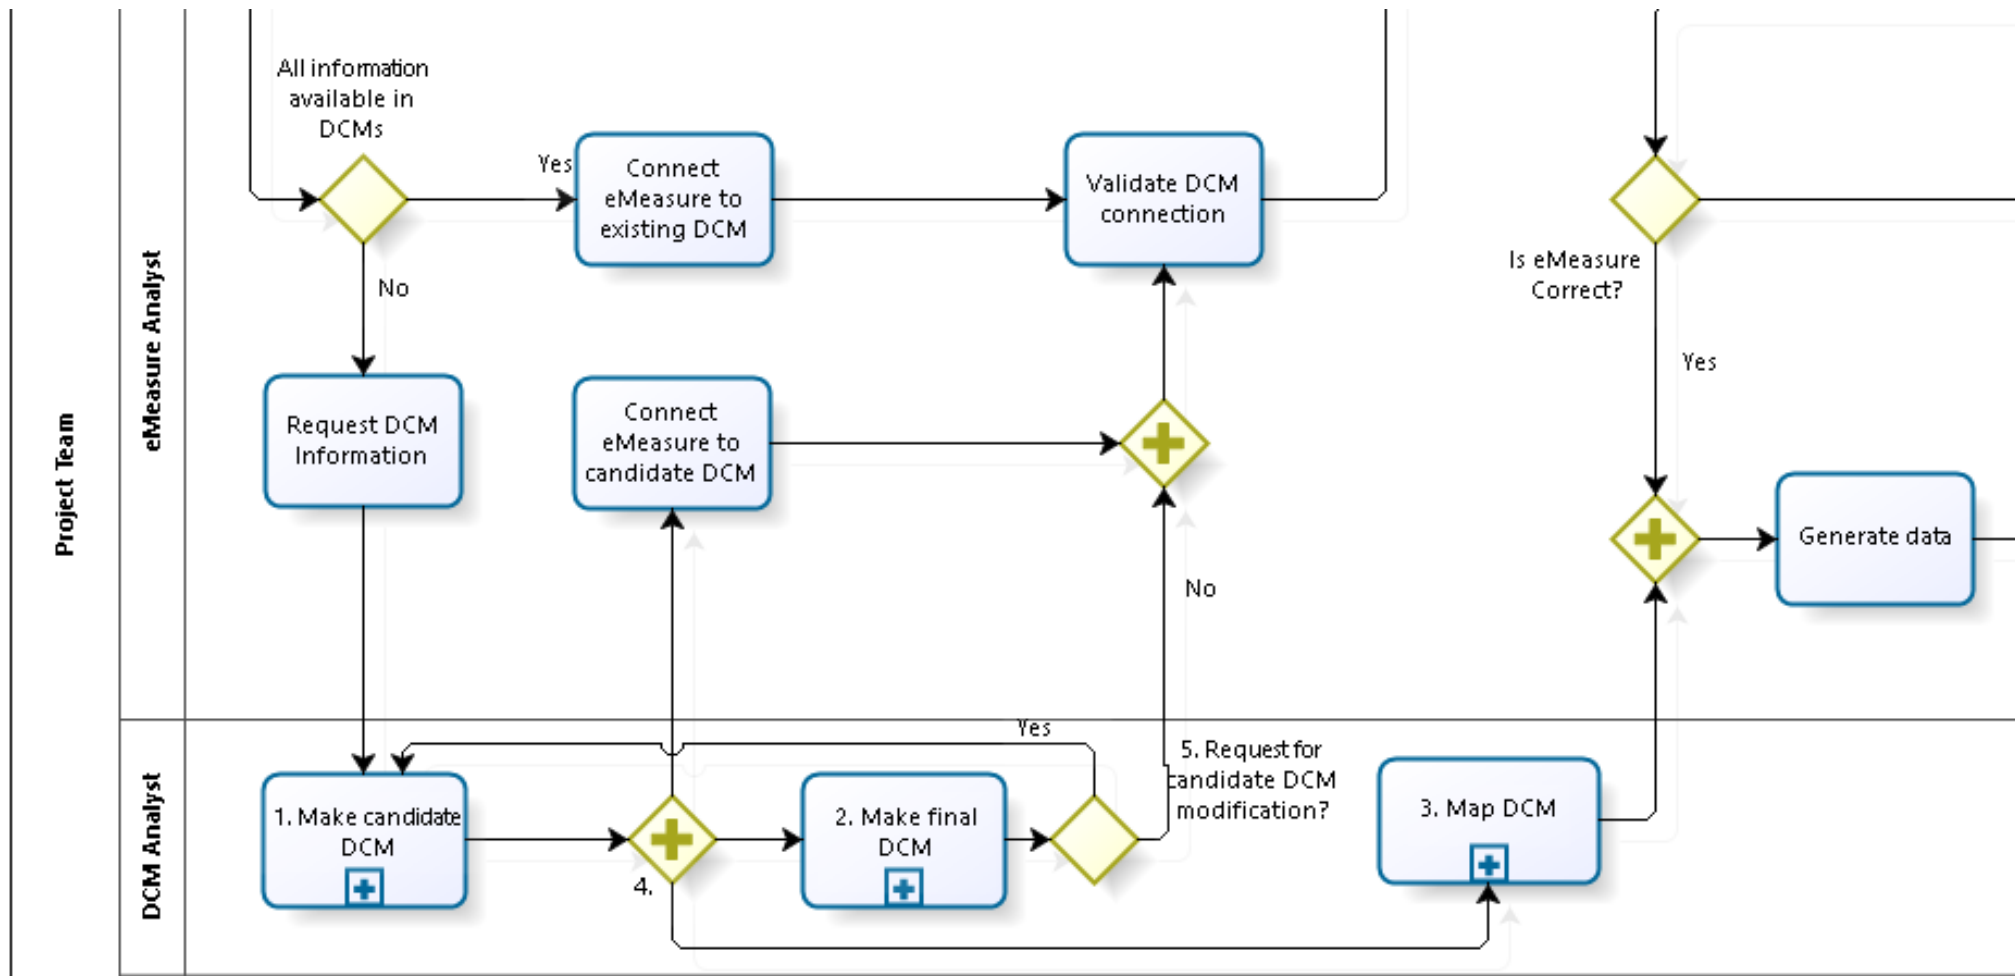 Project Team
eMeasure Analyst
All information
available in
DCMs
Yes
Connect
eMeasure to
existing DCM
Validate DCM
connection
No
Is eMeasure
Correct?
Yes
Request DCM
Information
Connect
eMeasure to
candidate DCM
Generate data
No
DCM Analyst
Yes
5. Request for
candidate DCM
modification?
1. Make candidate
DCM
4.
2. Make final
DCM
3. Map DCM